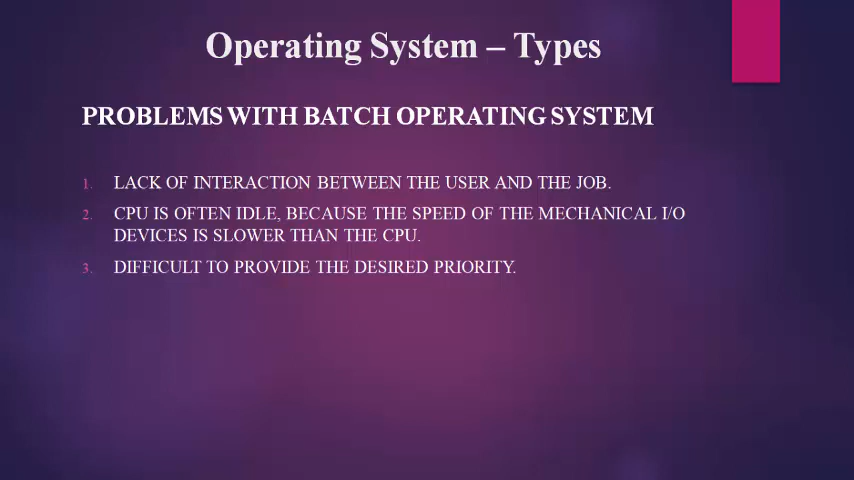 Operating System – Types
PROBLEMS WITH BATCH OPERATING SYSTEM
1. LACK OF INTERACTION BETWEEN THE USER AND THE JOB.
2. CPU IS OFTEN IDLE, BECAUSE THE SPEED OF THE MECHANICAL I/O
DEVICES IS SLOWER THAN THE CPU.
3. DIFFICULT TO PROVIDE THE DESIRED PRIORITY.